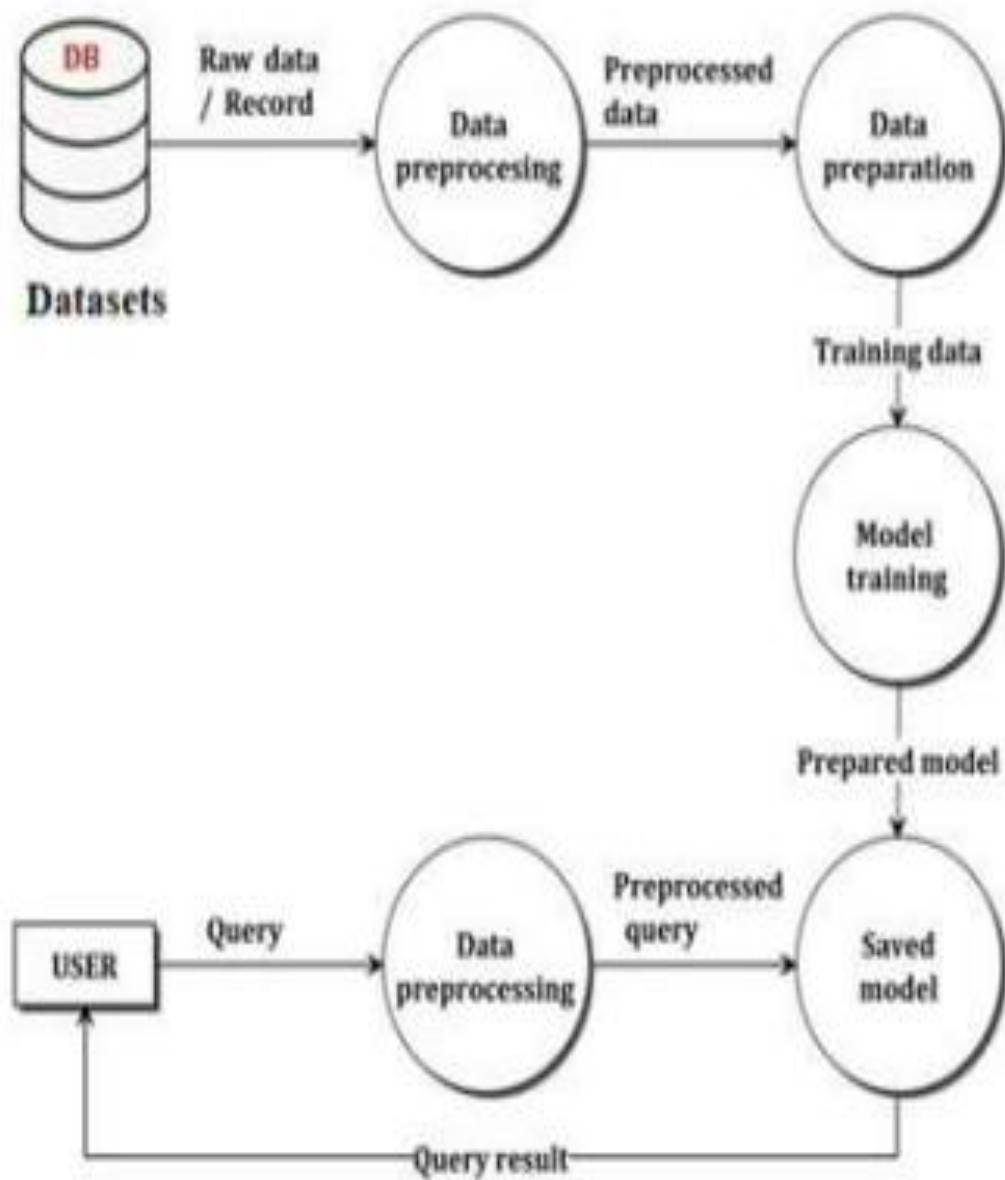 DB
Raw data
/ Record
Data
preprocesing
Preprocessed
data
Data
preparation
Datasets
Training data
Model
training
Prepared model
USER
Query
Data
preprocessing
Preprocessed
query
Saved
model
Query result